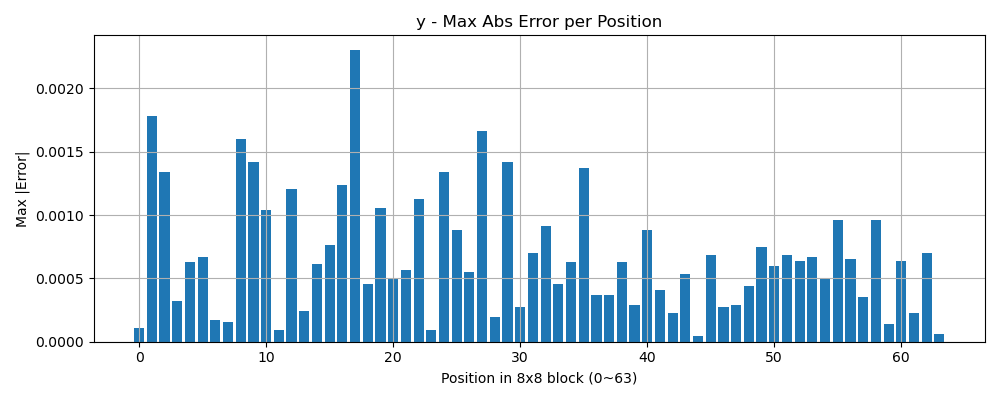 y - Max Abs Error per Position
Max |Error|
0.0020
0.0015
0.0010
0.0005
0.0000
0 10 20 30 40 50 60
Position in 8x8 block (0~63)